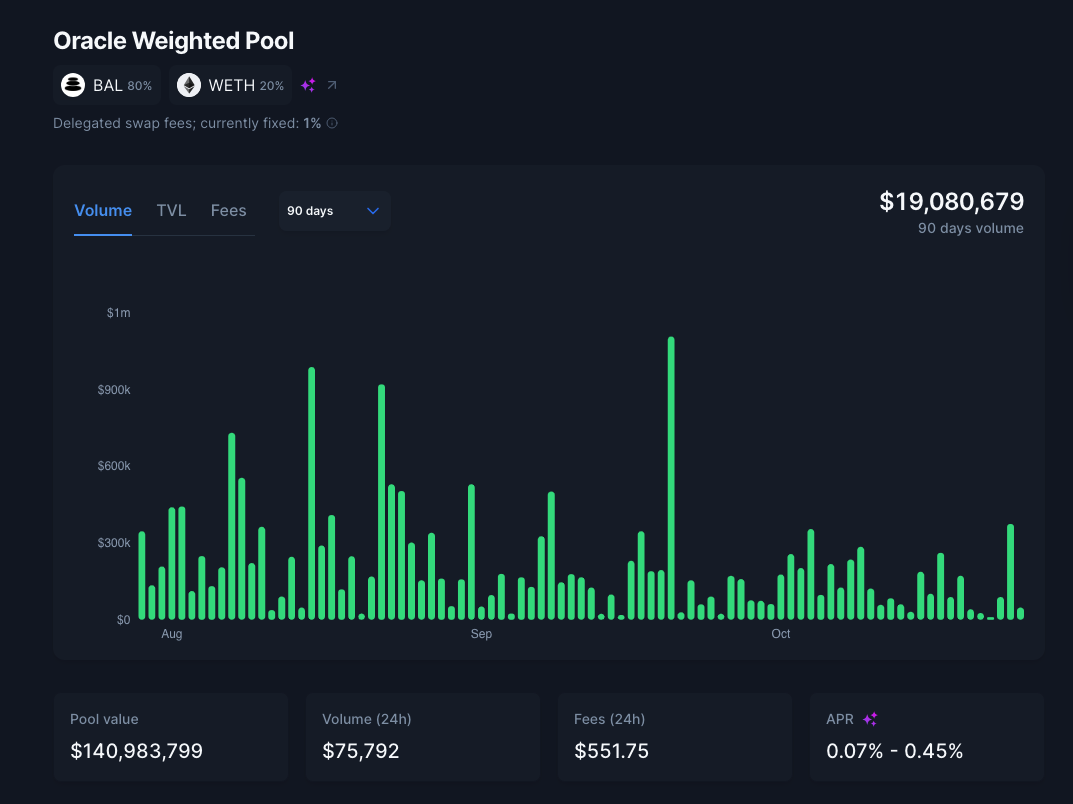 Oracle Weighted Pool
BAL 80% WETH 20%
Delegated swap fees; currently fixed: 1%
Volume TVL Fees 90 days
$19,080,679
90 days volume
$1m
$900k
$600k
$300k
$0
Aug Sep Oct
Pool value Volume (24h) Fees (24h) APR
$140,983,799 $75,792 $551.75 0.07% - 0.45%